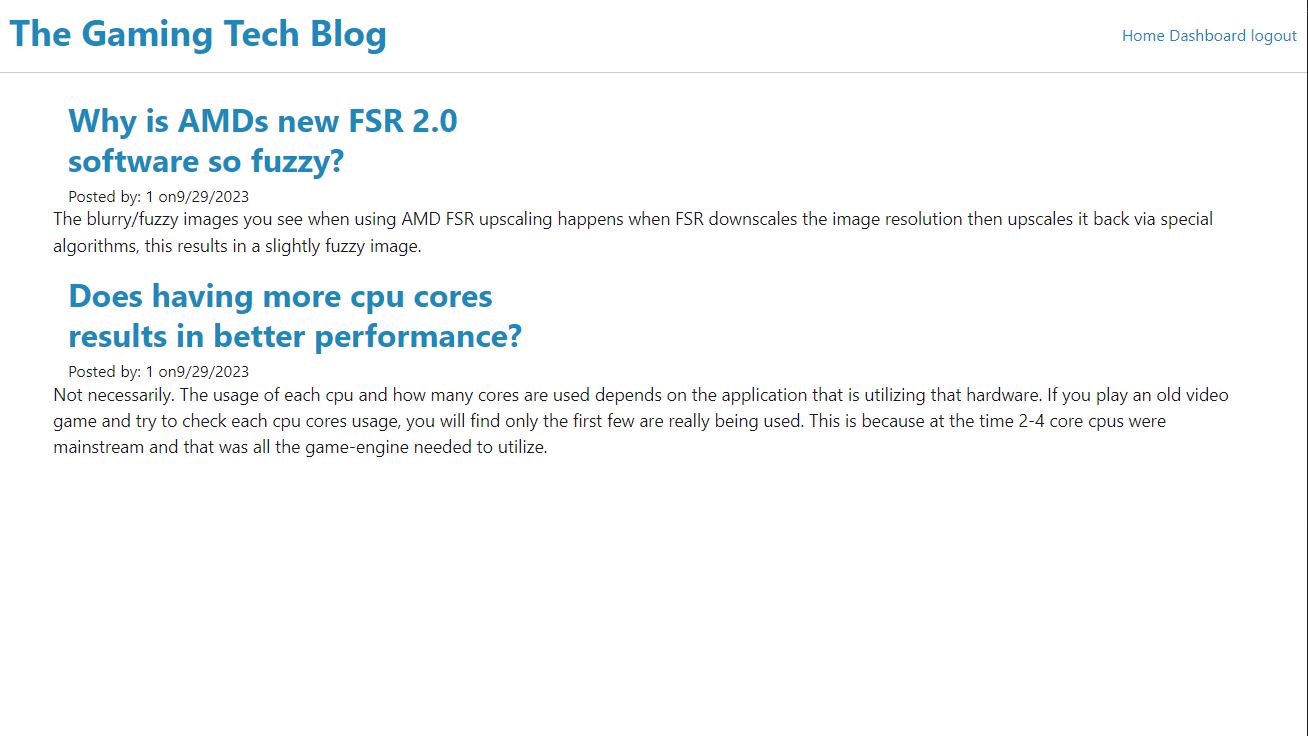 The Gaming Tech Blog
Home Dashboard logout
Why is AMDs new FSR 2.0
software so fuzzy?
Posted by: 1 on9/29/2023
The blurry/fuzzy images you see when using AMD FSR upscaling happens when FSR downscales the image resolution then upscales it back via special
algorithms, this results in a slightly fuzzy image.
Does having more cpu cores
results in better performance?
Posted by: 1 on9/29/2023
Not necessarily. The usage of each cpu and how many cores are used depends on the application that is utilizing that hardware. If you play an old video
game and try to check each cpu cores usage, you will find only the first few are really being used. This is because at the time 2-4 core cpus were
mainstream and that was all the game-engine needed to utilize.